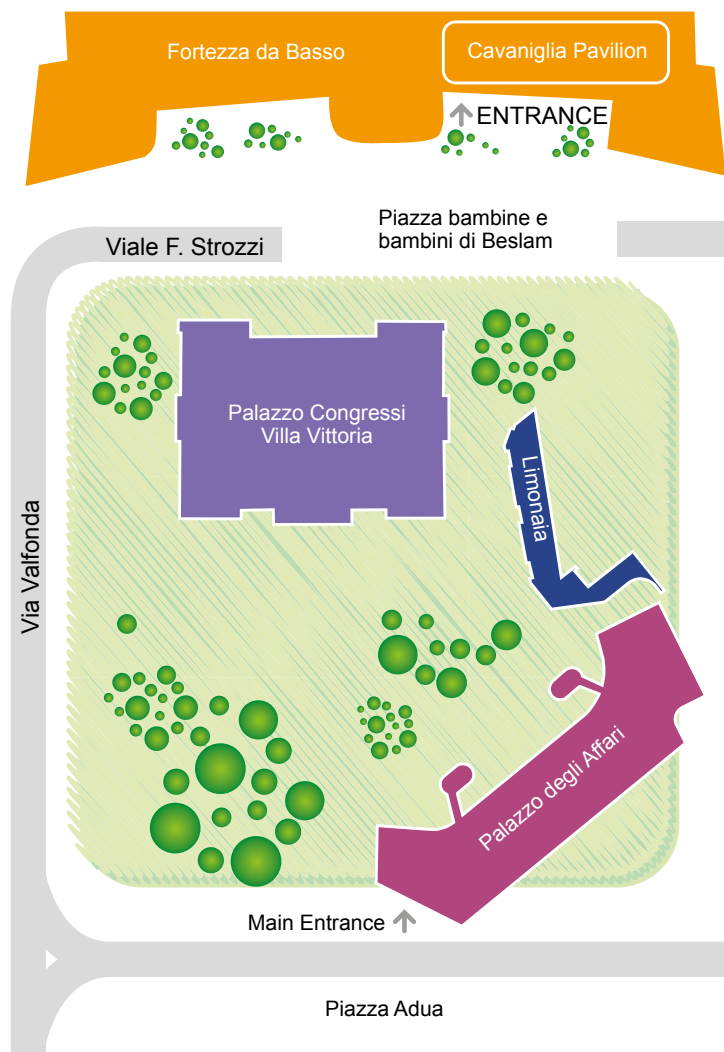 Fortezza da Basso
Cavaniglia Pavilion
ENTRANCE
Piazza bambine e
bambini di Beslam
Viale F. Strozzi
Palazzo Congressi
Villa Vittoria
Limonaia
Via Valfonda
Palazzo degli Affari
Main Entrance
Piazza Adua